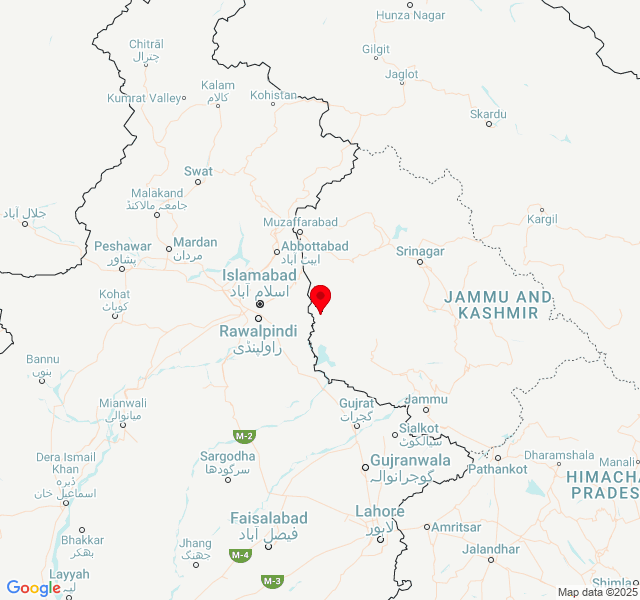 Hunza Nagar
Chitrāl
چترال
Gilgit
Jaglot
Kalam
كالام
Kumrat Valley
Kohistan
Skardu
Swat
Malakand
جامعہ مالاکنڈ
جلال آباد
Kargil
Muzaffarabad
Mardan
مردان
Abbottabad
ایبٹ آباد
Peshawar
پشاور
Srinagar
Islamabad
اسلام آباد
Kohat
کوہاٹ
JAMMU AND
KASHMIR
Rawalpindi
راولپنڈی
Bannu
بنوں
Mianwali
میانوالی
Gujrat
گجرات
Jammu
M-2
Sialkot
سیالکوٹ
Dera Ismail
Khan
ڈیرہ
اسماعیل خان
Sargodha
سرگودھا
Gujranwala
گوجرانوالہ
Pathankot
Dharamshala
Manali
HIMACHA
PRADES
Lahore
لاہور
Faisalabad
فیصل آباد
Amritsar
Bhakkar
بھکر
Jhang
جھنگ
M-4
Jalandhar
Layyah
لیہ
M-3
Shimla
Google
Map data ©2025